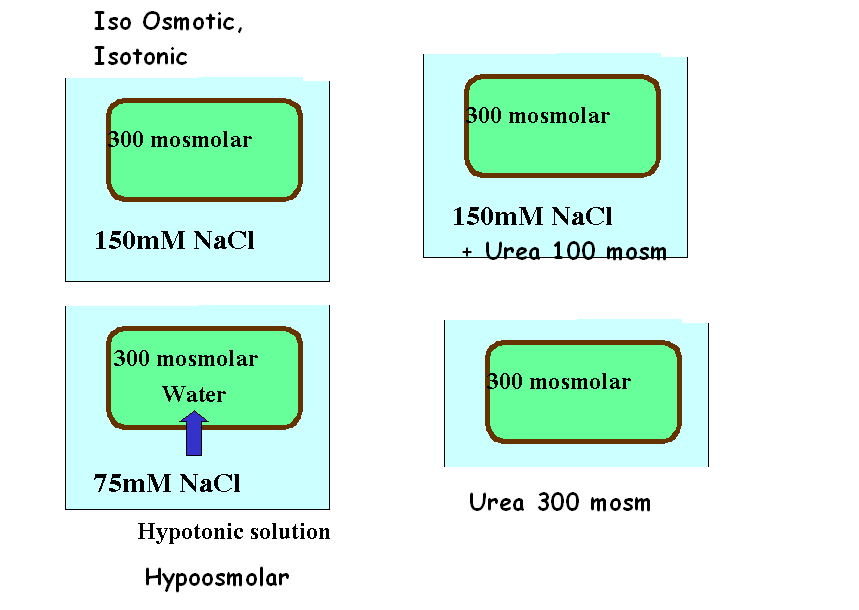 Iso Osmotic,
Isotonic
300 mosmolar
150mM NaCl
300 mosmolar
150mM NaCl
+ Urea 100 mosm
300 mosmolar
Water
75mM NaCl
Hypotonic solution
Hypoosmolar
300 mosmolar
Urea 300 mosm